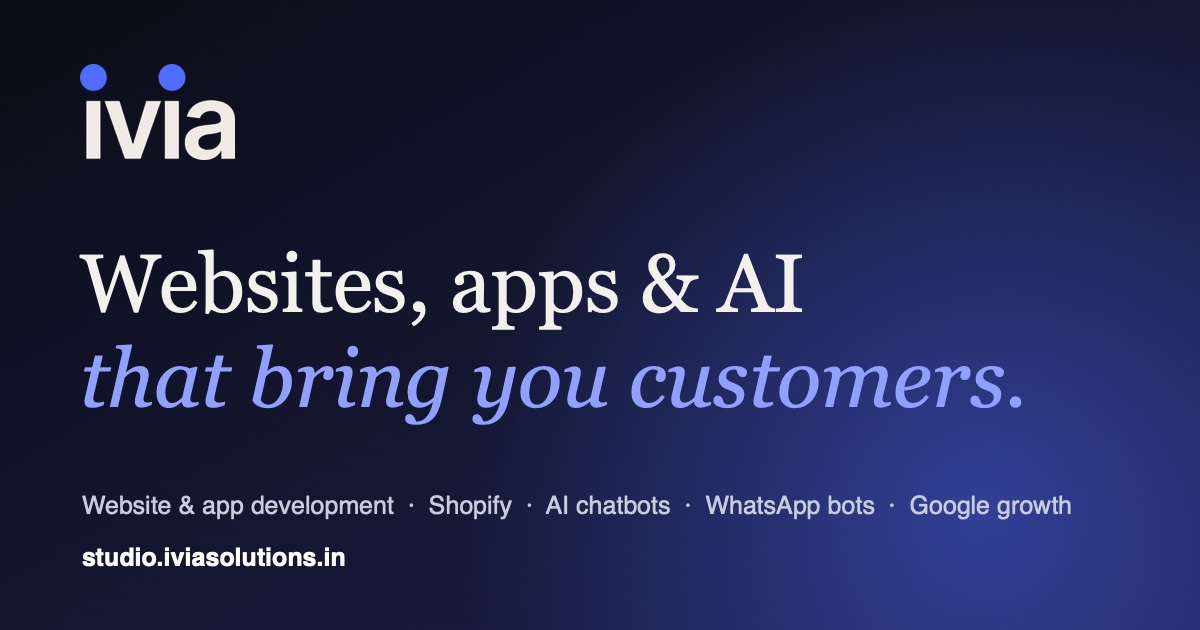 ivia
Websites, apps & AI
that bring you customers.
Website & app development · Shopify · AI chatbots · WhatsApp bots · Google growth
studio.iviasolutions.in